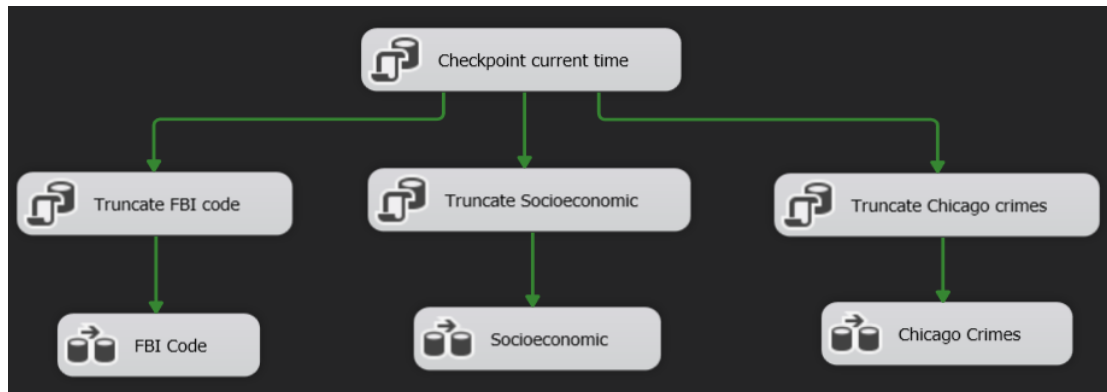 Checkpoint current time
Truncate FBI code
Truncate Socioeconomic
Truncate Chicago crimes
FBI Code
Socioeconomic
Chicago Crimes